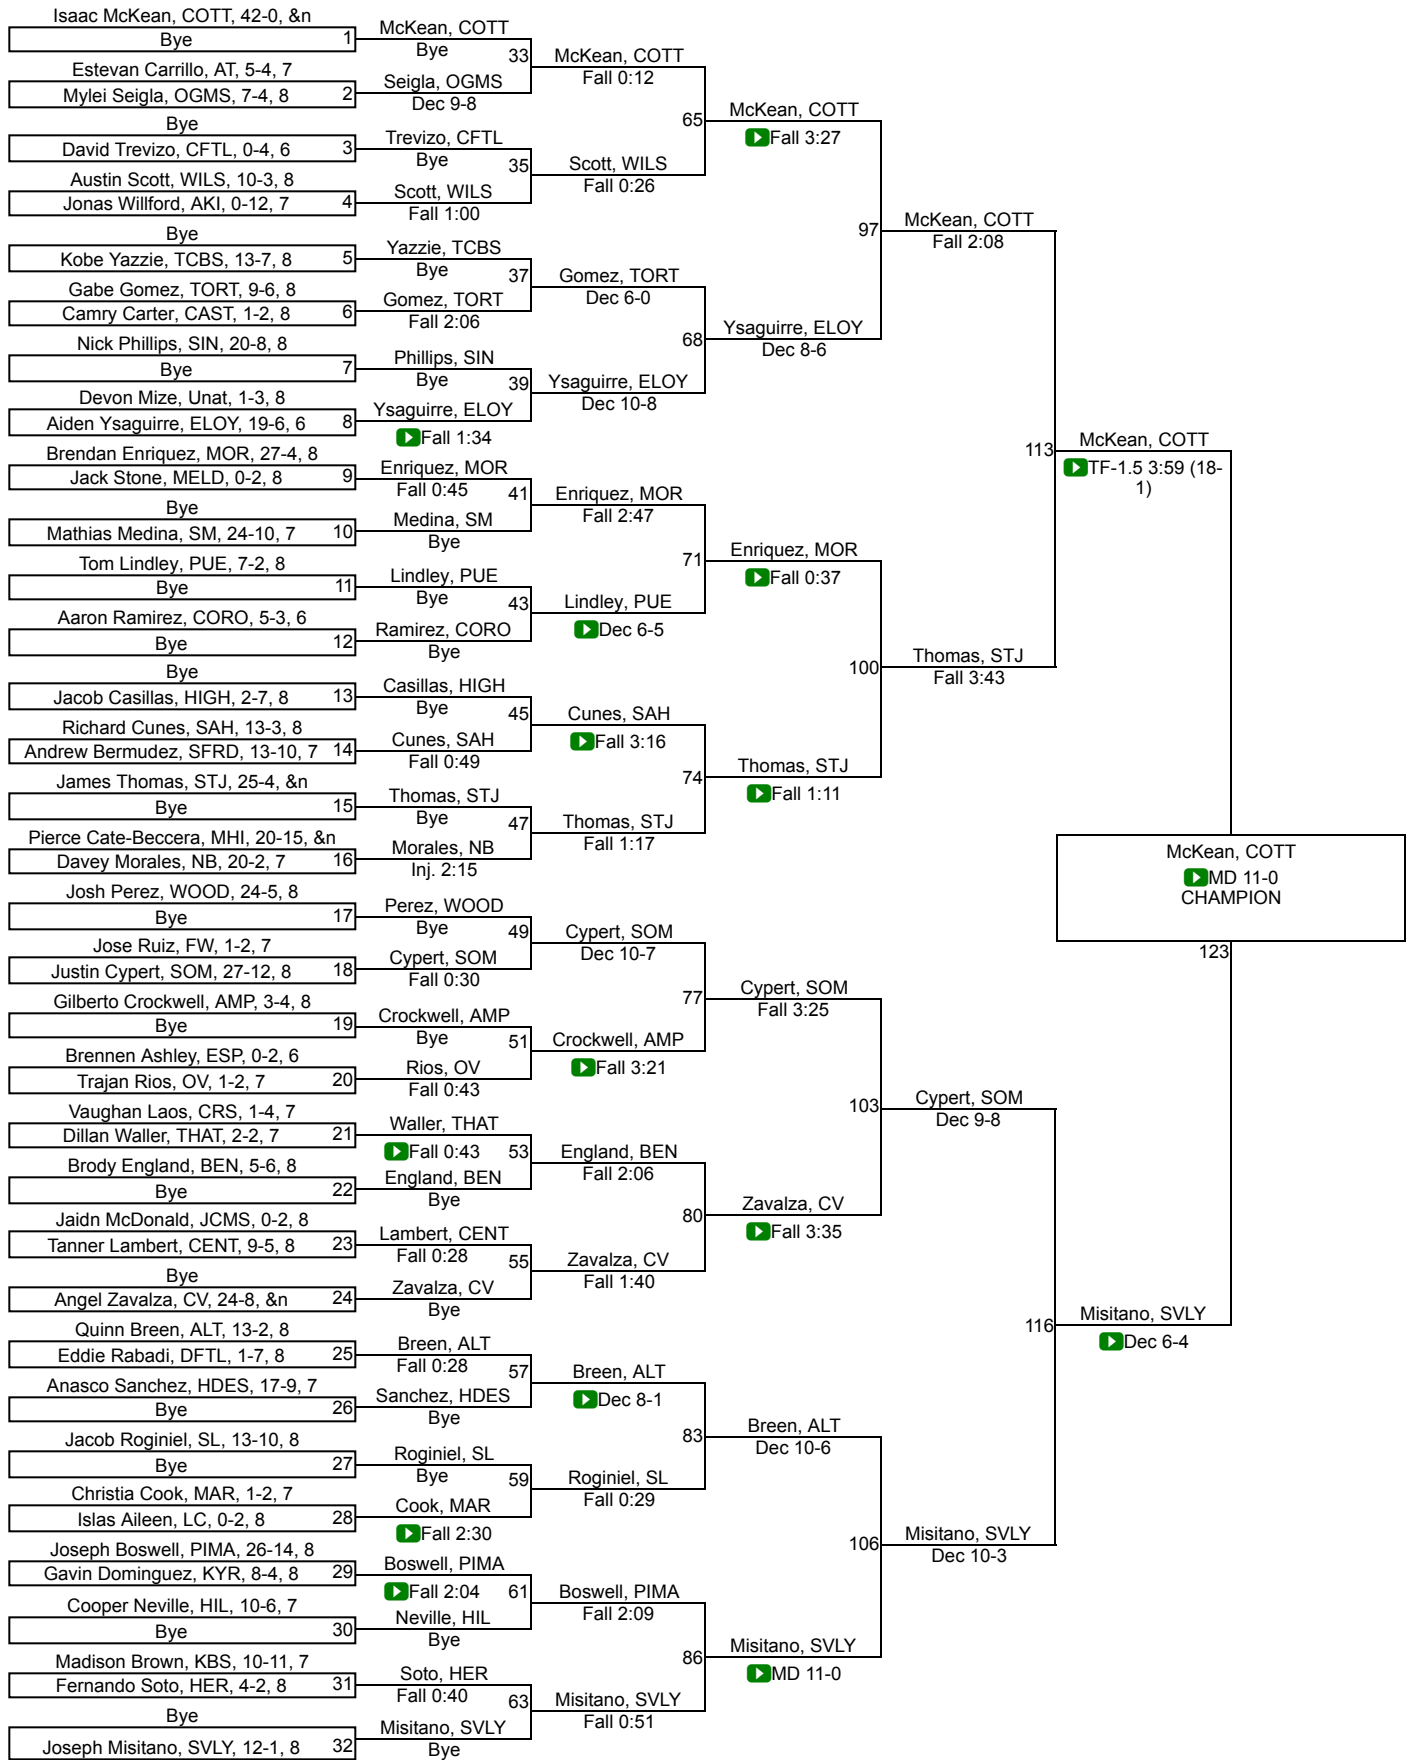 Isaac McKean, COTT, 42-0, &n
Bye 1
Estevan Carrillo, AT, 5-4, 7
Mylei Seigla, OGMS, 7-4, 8 2
Bye
David Trevizo, CFTL, 0-4, 6 3
Austin Scott, WILS, 10-3, 8
Jonas Willford, AKI, 0-12, 7 4
Bye
Kobe Yazzie, TCBS, 13-7, 8 5
Gabe Gomez, TORT, 9-6, 8
Camry Carter, CAST, 1-2, 8 6
Nick Phillips, SIN, 20-8, 8
Bye 7
Devon Mize, Unat, 1-3, 8
Aiden Ysaguirre, ELOY, 19-6, 6 8
Brendan Enriquez, MOR, 27-4, 8
Jack Stone, MELD, 0-2, 8 9
Bye
Mathias Medina, SM, 24-10, 7 10
Tom Lindley, PUE, 7-2, 8
Bye 11
Aaron Ramirez, CORO, 5-3, 6
Bye 12
Bye
Jacob Casillas, HIGH, 2-7, 8 13
Richard Cunes, SAH, 13-3, 8
Andrew Bermudez, SFRD, 13-10, 7 14
James Thomas, STJ, 25-4, &n
Bye 15
Pierce Cate-Beccera, MHI, 20-15, &n
Davey Morales, NB, 20-2, 7 16
Josh Perez, WOOD, 24-5, 8
Bye 17
Jose Ruiz, FW, 1-2, 7
Justin Cypert, SOM, 27-12, 8 18
Gilberto Crockwell, AMP, 3-4, 8
Bye 19
Brennen Ashley, ESP, 0-2, 6
Trajan Rios, OV, 1-2, 7 20
Vaughan Laos, CRS, 1-4, 7
Dillan Waller, THAT, 2-2, 7 21
Brody England, BEN, 5-6, 8
Bye 22
Jaidn McDonald, JCMS, 0-2, 8
Tanner Lambert, CENT, 9-5, 8 23
Bye
Angel Zavalza, CV, 24-8, &n 24
Quinn Breen, ALT, 13-2, 8
Eddie Rabadi, DFTL, 1-7, 8 25
Anasco Sanchez, HDES, 17-9, 7
Bye 26
Jacob Roginiel, SL, 13-10, 8
Bye 27
Christia Cook, MAR, 1-2, 7
Islas Aileen, LC, 0-2, 8 28
Joseph Boswell, PIMA, 26-14, 8
Gavin Dominguez, KYR, 8-4, 8 29
Cooper Neville, HIL, 10-6, 7
Bye 30
Madison Brown, KBS, 10-11, 7
Fernando Soto, HER, 4-2, 8 31
Bye
Joseph Misitano, SVLY, 12-1, 8 32
McKean, COTT
Bye 33
Seigla, OGMS
Dec 9-8
Trevizo, CFTL
Bye 35
Scott, WILS
Fall 1:00
Yazzie, TCBS
Bye 37
Gomez, TORT
Fall 2:06
Phillips, SIN
Bye 39
Ysaguirre, ELOY
Fall 1:34
Enriquez, MOR
Fall 0:45 41
Medina, SM
Bye
Lindley, PUE
Bye 43
Ramirez, CORO
Bye
Casillas, HIGH
Bye 45
Cunes, SAH
Fall 0:49
Thomas, STJ
Bye 47
Morales, NB
Inj. 2:15
Perez, WOOD
Bye 49
Cypert, SOM
Fall 0:30
Crockwell, AMP
Bye 51
Rios, OV
Fall 0:43
Waller, THAT
Fall 0:43 53
England, BEN
Bye
Lambert, CENT
Fall 0:28 55
Zavalza, CV
Bye
Breen, ALT
Fall 0:28 57
Sanchez, HDES
Bye
Roginiel, SL
Bye 59
Cook, MAR
Fall 2:30
Boswell, PIMA
Fall 2:04 61
Neville, HIL
Bye
Soto, HER
Fall 0:40 63
Misitano, SVLY
Bye
McKean, COTT
Fall 0:12
65
Scott, WILS
Fall 0:26
Gomez, TORT
Dec 6-0
68
Ysaguirre, ELOY
Dec 10-8
Enriquez, MOR
Fall 2:47
71
Lindley, PUE
Dec 6-5
Cunes, SAH
Fall 3:16
74
Thomas, STJ
Fall 1:17
Cypert, SOM
Dec 10-7
77
Crockwell, AMP
Fall 3:21
England, BEN
Fall 2:06
80
Zavalza, CV
Fall 1:40
Breen, ALT
Dec 8-1
83
Roginiel, SL
Fall 0:29
Boswell, PIMA
Fall 2:09
86
Misitano, SVLY
Fall 0:51
McKean, COTT
Fall 3:27
97
Ysaguirre, ELOY
Dec 8-6
Enriquez, MOR
Fall 0:37
100
Thomas, STJ
Fall 1:11
Cypert, SOM
Fall 3:25
103
Zavalza, CV
Fall 3:35
Breen, ALT
Dec 10-6
106
Misitano, SVLY
MD 11-0
McKean, COTT
Fall 2:08
113
Thomas, STJ
Fall 3:43
Cypert, SOM
Dec 9-8
116
Misitano, SVLY
Dec 10-3
McKean, COTT
TF-1.5 3:59 (18-
1)
Misitano, SVLY
Dec 6-4
McKean, COTT
MD 11-0
CHAMPION
123